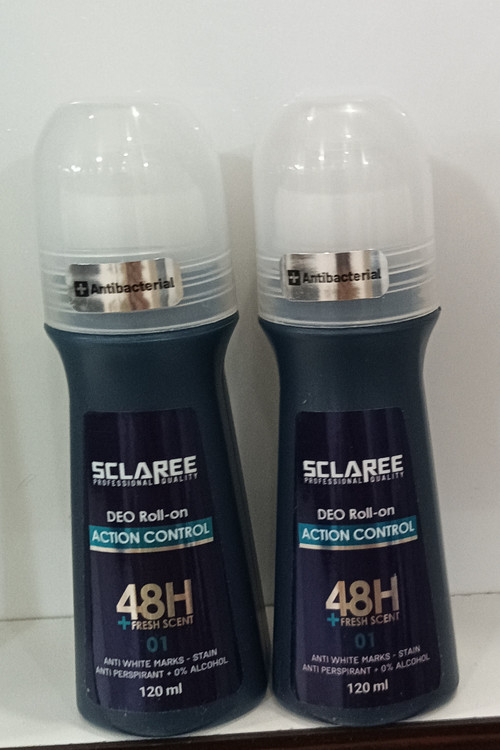 Antibacterial
SCLAREE
PROFESSIONAL QUALITY
DEO Roll-on
ACTION CONTROL
48H
+FRESH SCENT
01
ANTI WHITE MARKS - STAIN
ANTI PERSPIRANT + 0% ALCOHOL
120 ml
Antibacterial
SCLAREE
PROFESSIONAL QUALITY
DEO Roll-on
ACTION CONTROL
48H
+FRESH SCENT
01
ANTI WHITE MARKS - STAIN
ANTI PERSPIRANT + 0% ALCOHOL
120 ml